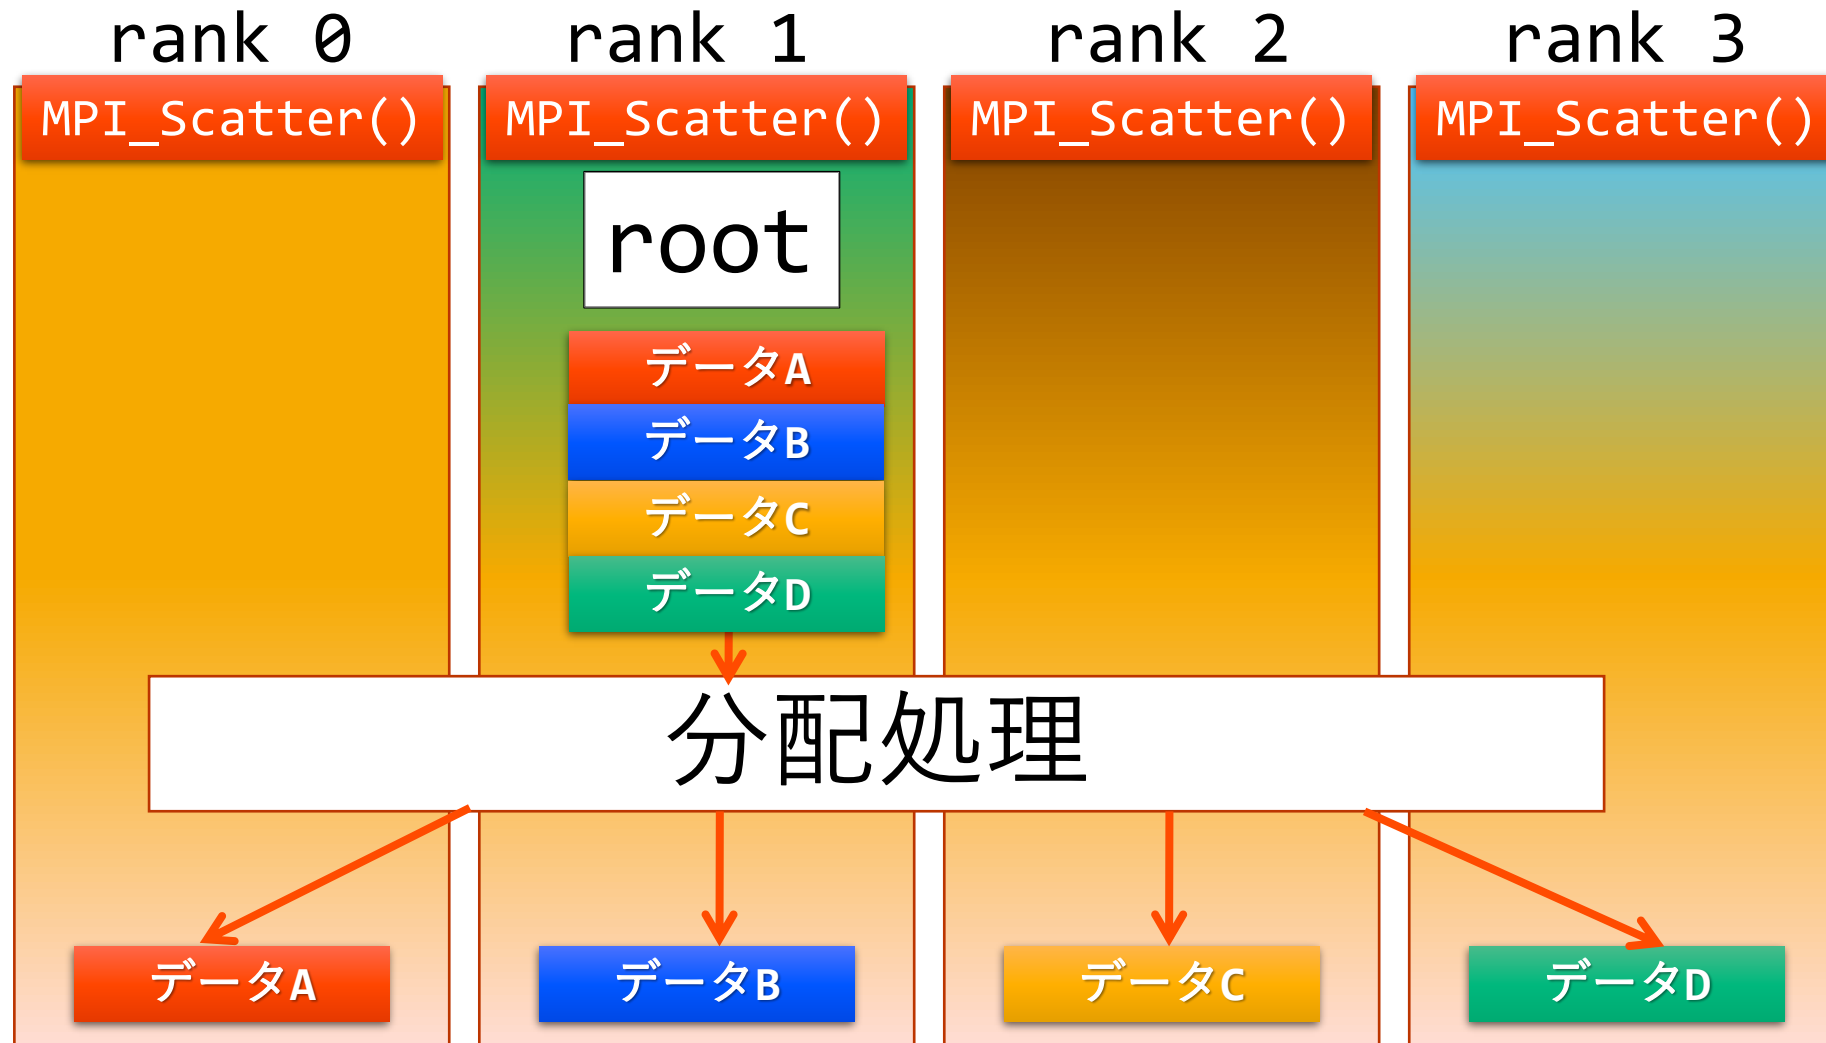 rank 0
rank 1
rank 2
rank 3
MPI_Scatter()
MPI_Scatter()
MPI_Scatter()
MPI_Scatter()
root
データA
データB
データC
データD
分配処理
データA
データB
データC
データD